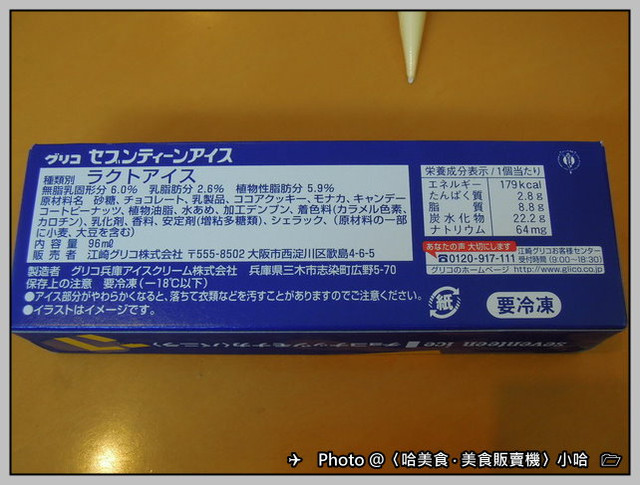 グリコ セブンティーンアイス
種類別 ラクトアイス
無脂乳固形分 6.0% 乳脂肪分 2.6% 植物性脂肪分 5.9%
原材料名 砂糖、チョコレート、乳製品、ココアクッキー、モナカ、キャンデー
コートピーナッツ、植物油脂、水あめ、加工デンプン、着色料(カラメル色素、
カロチン)、乳化剤、香料、安定剤(増粘多糖類)、シェラック、(原材料の一部
に小麦、大豆を含む)
内容量 96ml
販売者 江崎グリコ株式会社 〒555-8502 大阪市西淀川区歌島4-6-5
製造者 グリコ兵庫アイスクリーム株式会社 兵庫県三木市志染町広野5-70
保存上の注意 要冷凍(-18℃以下)
●アイス部分がやわらかくなると、落ちて衣類などを汚すことがありますのでご注意ください。
●イラストはイメージです。
栄養成分表示/1個当たり
エネルギー 179kcal
たんぱく質 2.8g
脂質 8.8g
炭水化物 22.2g
ナトリウム 64mg
あなたの声 大切にします
江崎グリコお客様センター
0120-917-111 受付時間(9:00~18:30)
グリコのホームページ http://www.glico.co.jp
紙
要冷凍
seventeen ice チョコナッツモナカ(バニラ)
Photo @〈哈美食·美食販賣機〉小哈